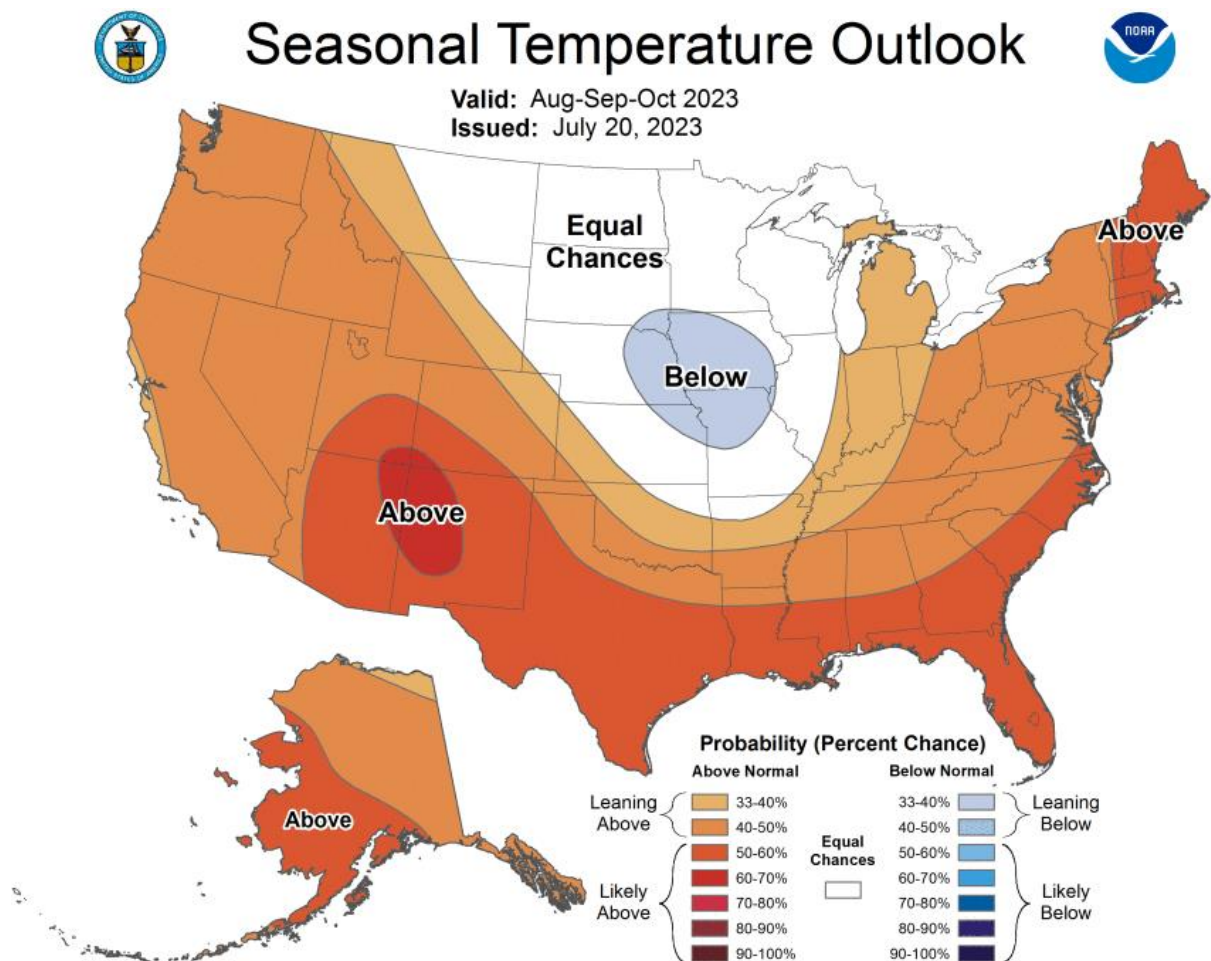 Seasonal Temperature Outlook
NOAA
Valid: Aug-Sep-Oct 2023
Issued: July 20, 2023
Equal
Chances
Above
Below
Above
Above
Probability (Percent Chance)
Above Normal
Below Normal
Leaning
Above
33-40%
40-50%
Likely
Above
50-60%
60-70%
70-80%
80-90%
90-100%
Equal
Chances
33-40%
40-50%
Leaning
Below
50-60%
60-70%
70-80%
80-90%
90-100%
Likely
Below